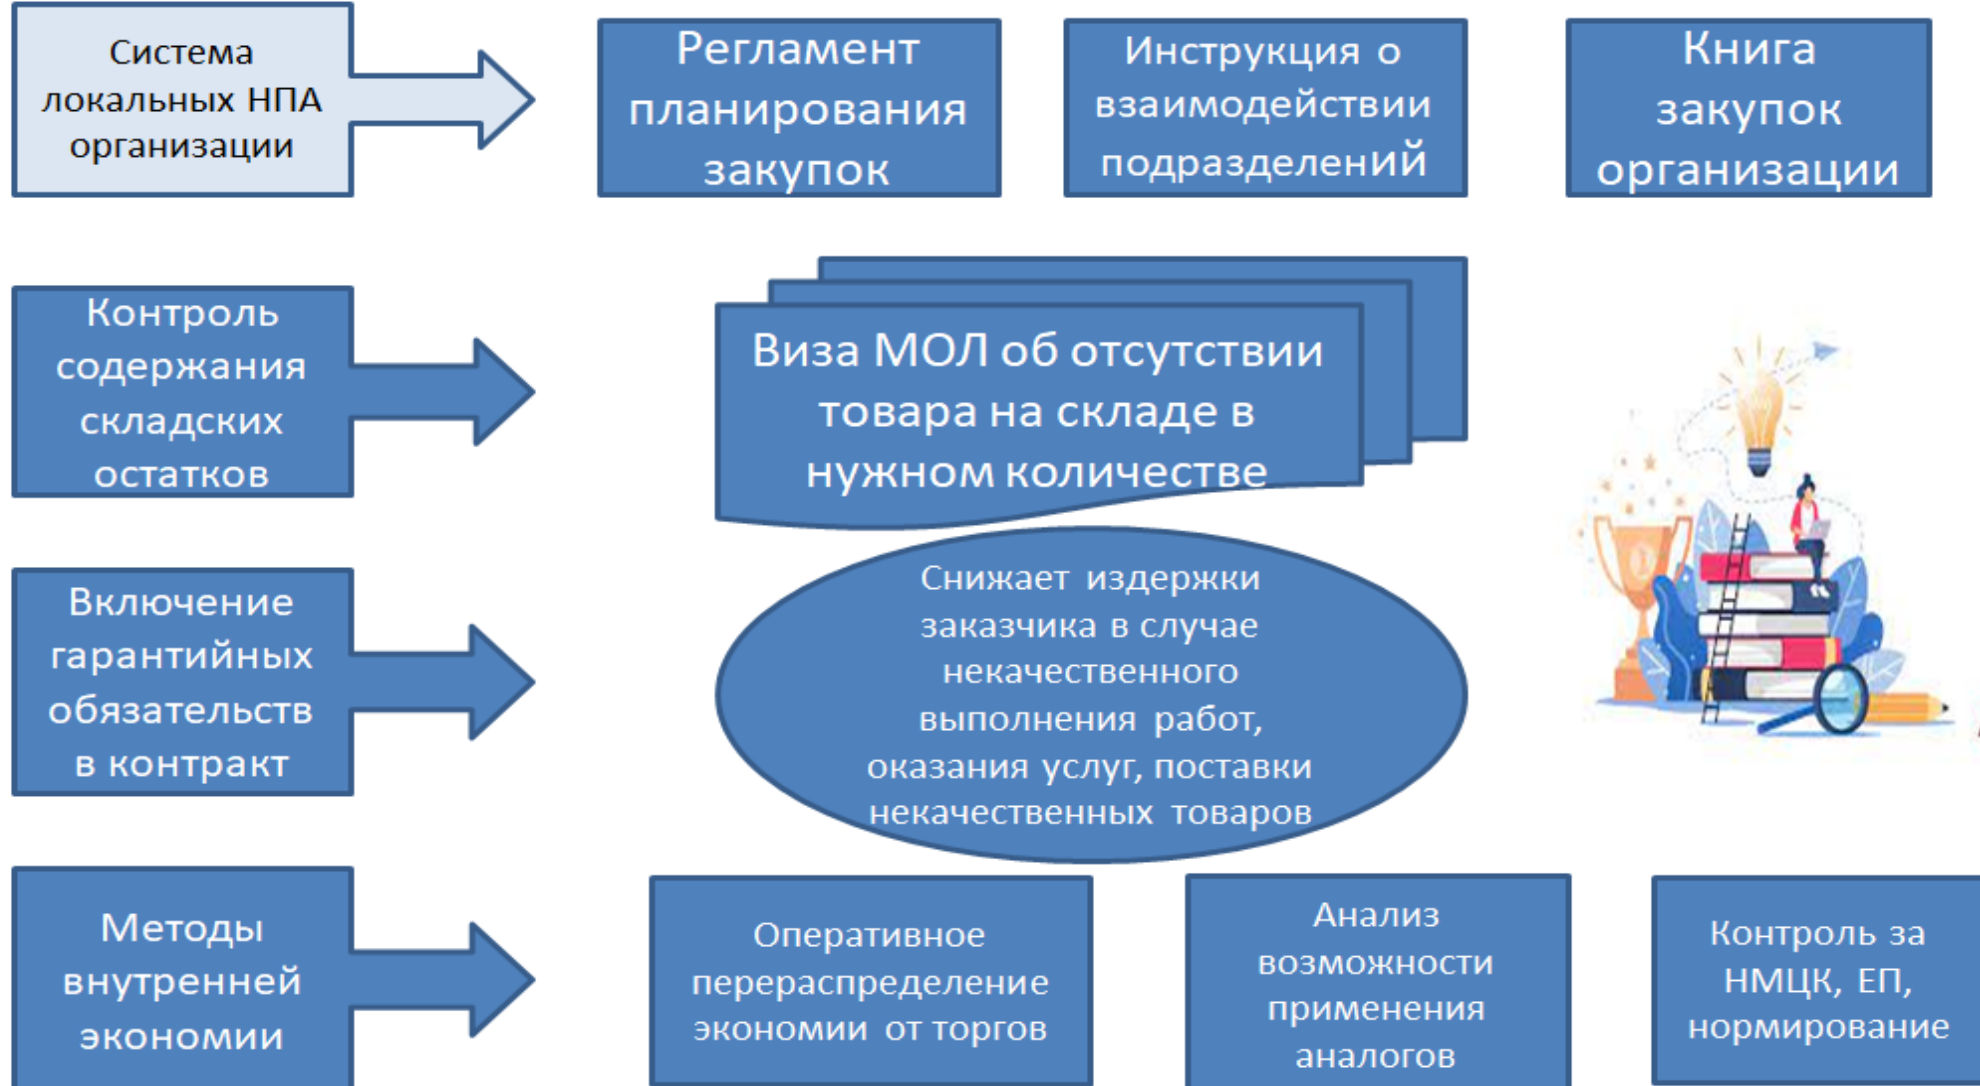 Система
локальных НПА
организации
Регламент
планирования
закупок
Инструкция о
взаимодействии
подразделений
Книга
закупок
организации
Контроль
содержания
складских
остатков
Виза МОЛ об отсутствии
товара на складе в
нужном количестве
Включение
гарантийных
обязательств
в контракт
Снижает издержки
заказчика в случае
некачественного
выполнения работ,
оказания услуг, поставки
некачественных товаров
Методы
внутренней
экономии
Оперативное
перераспределение
экономии от торгов
Анализ
возможности
применения
аналогов
Контроль за
НМЦК, ЕП,
нормирование